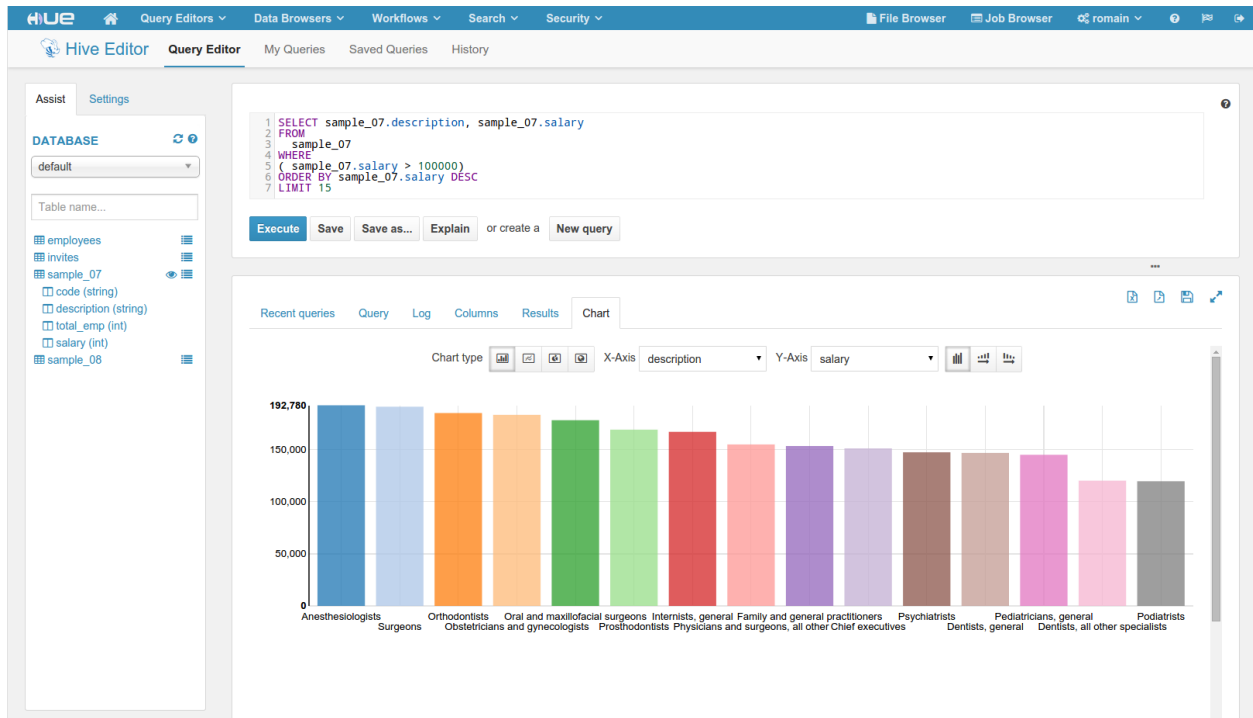 HUE Query Editors Data Browsers Workflows Search Security File Browser Job Browser romain
Hive Editor Query Editor My Queries Saved Queries History
Assist Settings
DATABASE
default
Table name...
employees
invites
sample_07
code (string)
description (string)
total_emp (int)
salary (int)
sample_08
1 SELECT sample_07.description, sample_07.salary
2 FROM
3 sample_07
4 WHERE
5 ( sample_07.salary > 100000)
6 ORDER BY sample_07.salary DESC
7 LIMIT 15
Execute Save Save as... Explain or create a New query
Recent queries Query Log Columns Results Chart
Chart type X-Axis description Y-Axis salary
192,780
150,000
100,000
50,000
0
Anesthesiologists Orthodontists Oral and maxillofacial surgeons Internists, general Family and general practitioners Psychiatrists Pediatricians, general Podiatrists
Surgeons Obstetricians and gynecologists Prosthodontists Physicians and surgeons, all other Chief executives Dentists, general Dentists, all other specialists